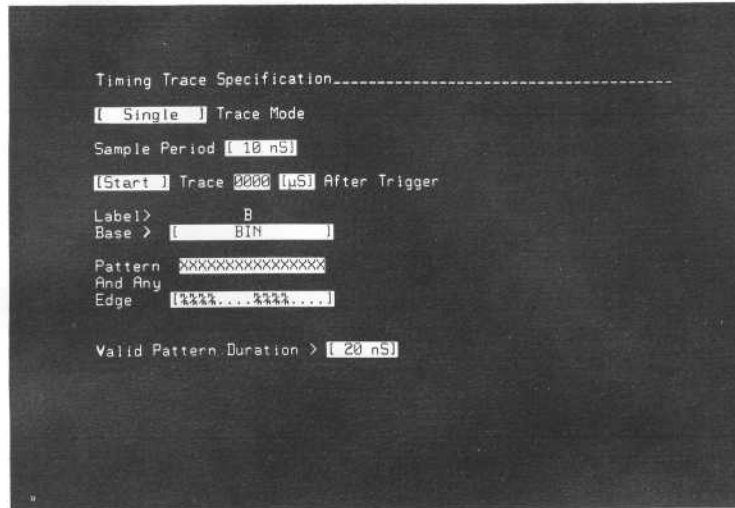 Timing Trace Specification
[ Single ] Trace Mode
Sample Period [ 10 nS]
[Start ] Trace 0000 [µS] After Trigger
Label> B
Base > [ BIN ]
Pattern XXXXXXXXXXXXXXXX
And Any
Edge [....]
Valid Pattern Duration > [ 20 nS]